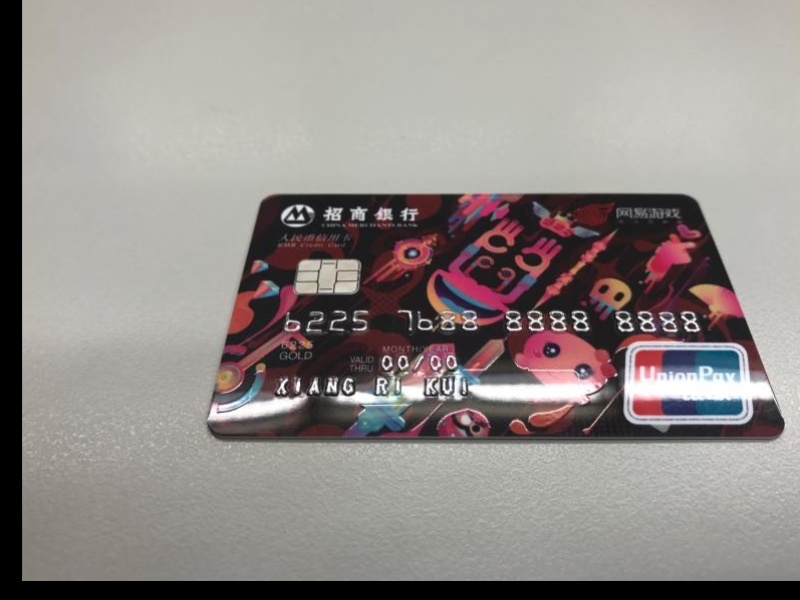 招商银行
CHINA MERCHANTS BANK
网易游戏
人民币信用卡
RMB Credit Card
6225 7688 8888 8888
6225
GOLD
MONTH/YEAR
VALID THRU 00/00
XIANG RI KUI
UnionPay